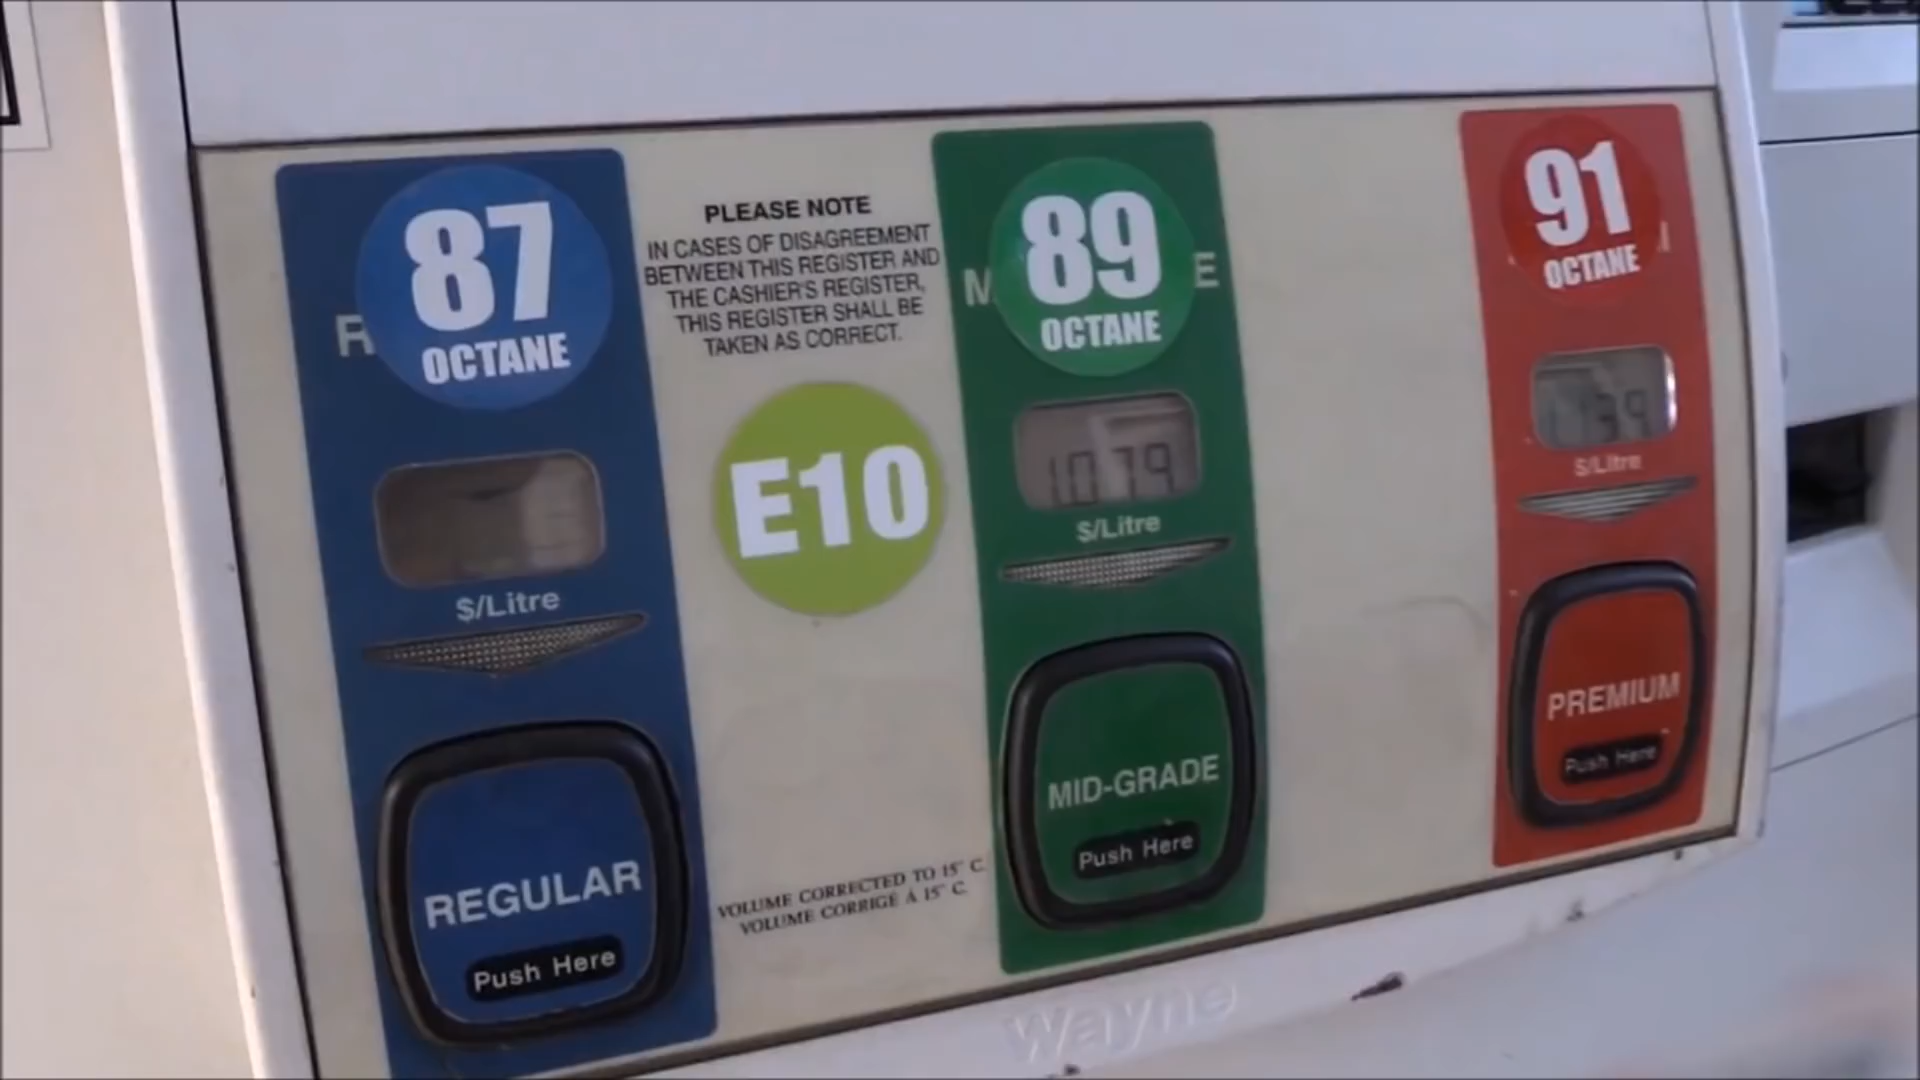 87
OCTANE
$/Litre
REGULAR
Push Here
PLEASE NOTE
IN CASES OF DISAGREEMENT
BETWEEN THIS REGISTER AND
THE CASHIER'S REGISTER,
THIS REGISTER SHALL BE
TAKEN AS CORRECT.
E10
VOLUME CORRECTED TO 15° C.
VOLUME CORRIGÉ À 15° C.
89
OCTANE
1079
$/Litre
MID-GRADE
Push Here
91
OCTANE
$/Litre
PREMIUM
Push Here
wayne